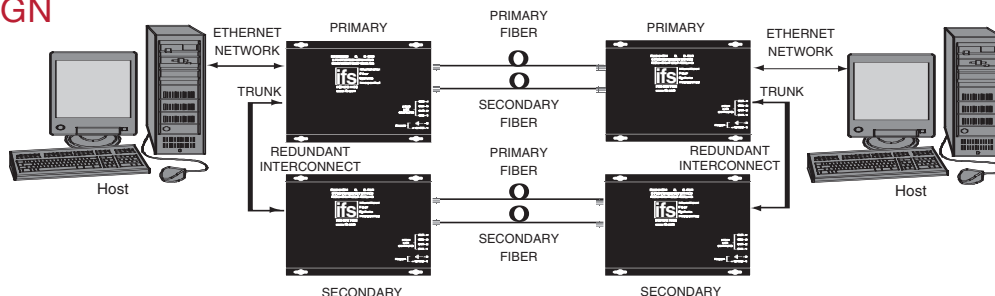 GN
PRIMARY
PRIMARY
FIBER
PRIMARY
ETHERNET
NETWORK
ETHERNET
NETWORK
ifs
ifs
TRUNK
SECONDARY
FIBER
TRUNK
REDUNDANT
INTERCONNECT
PRIMARY
FIBER
REDUNDANT
INTERCONNECT
Host
Host
ifs
ifs
SECONDARY
FIBER
SECONDARY
SECONDARY